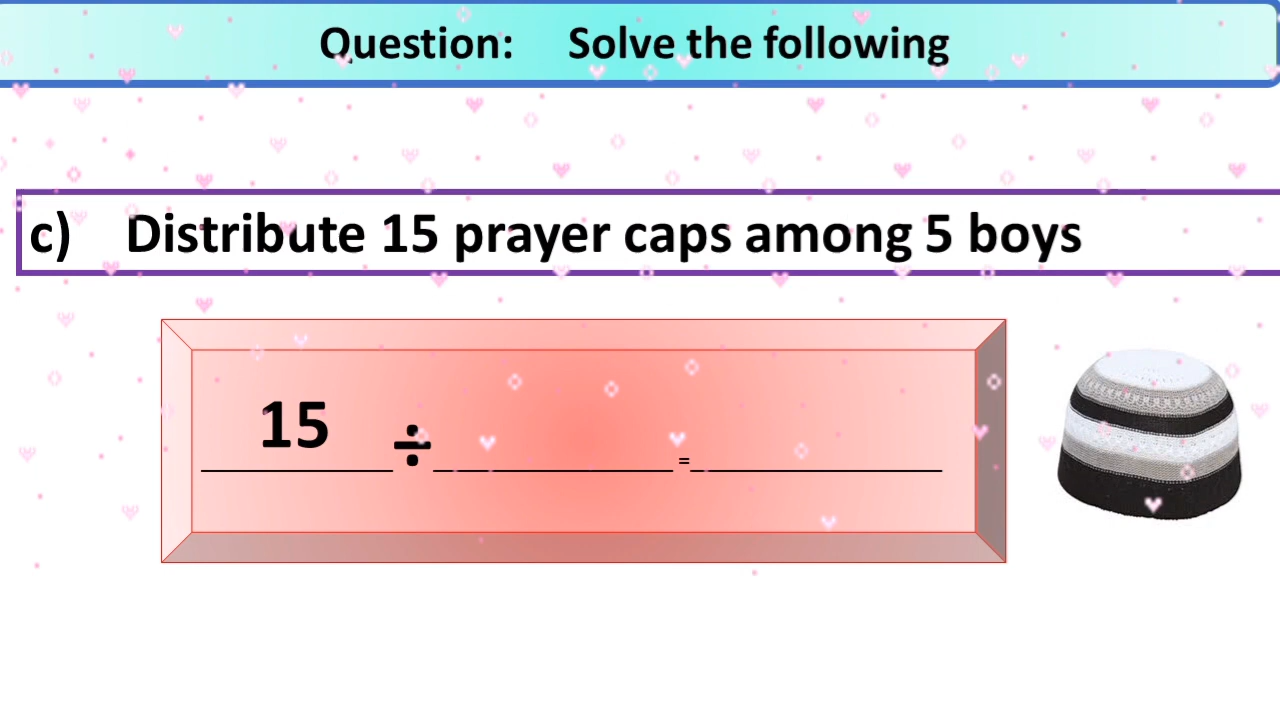 Question: Solve the following
c) Distribute 15 prayer caps among 5 boys
15 ÷ =